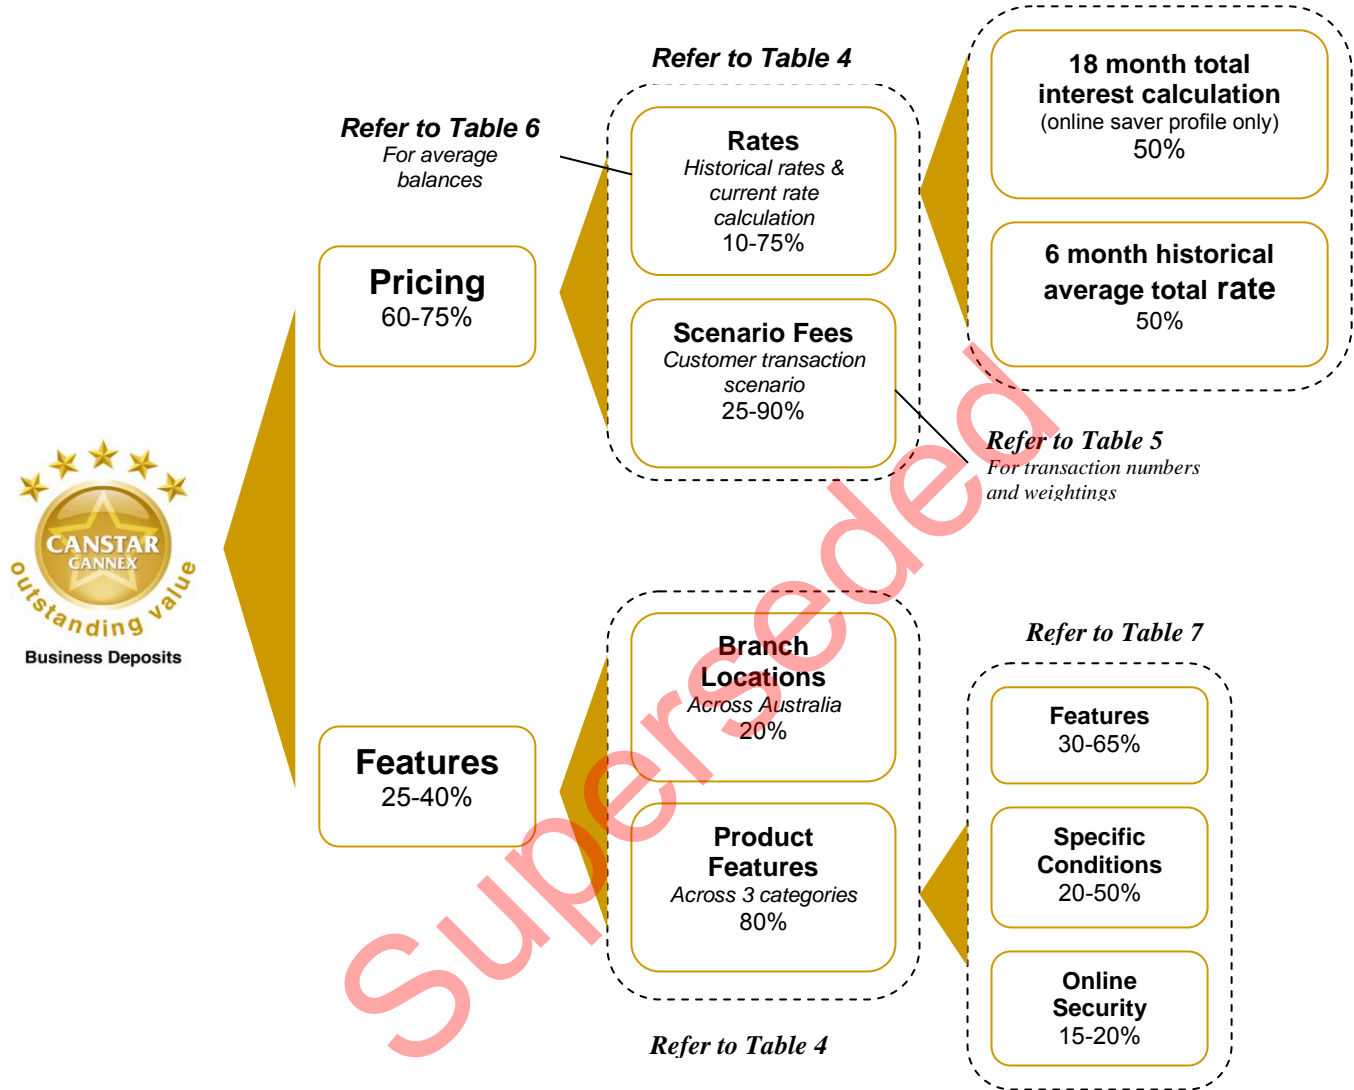 Refer to Table 4
18 month total
interest calculation
(online saver profile only)
50%
Refer to Table 6
For average
balances
Rates
Historical rates &
current rate
calculation
10-75%
6 month historical
average total rate
50%
Pricing
60-75%
Scenario Fees
Customer transaction
scenario
25-90%
Refer to Table 5
For transaction numbers
and weightings
CANSTAR
CANNEX
outstanding value
Business Deposits
Branch
Locations
Across Australia
20%
Refer to Table 7
Features
30-65%
Features
25-40%
Product
Features
Across 3 categories
80%
Specific
Conditions
20-50%
Online
Security
15-20%
Refer to Table 4
Superseded